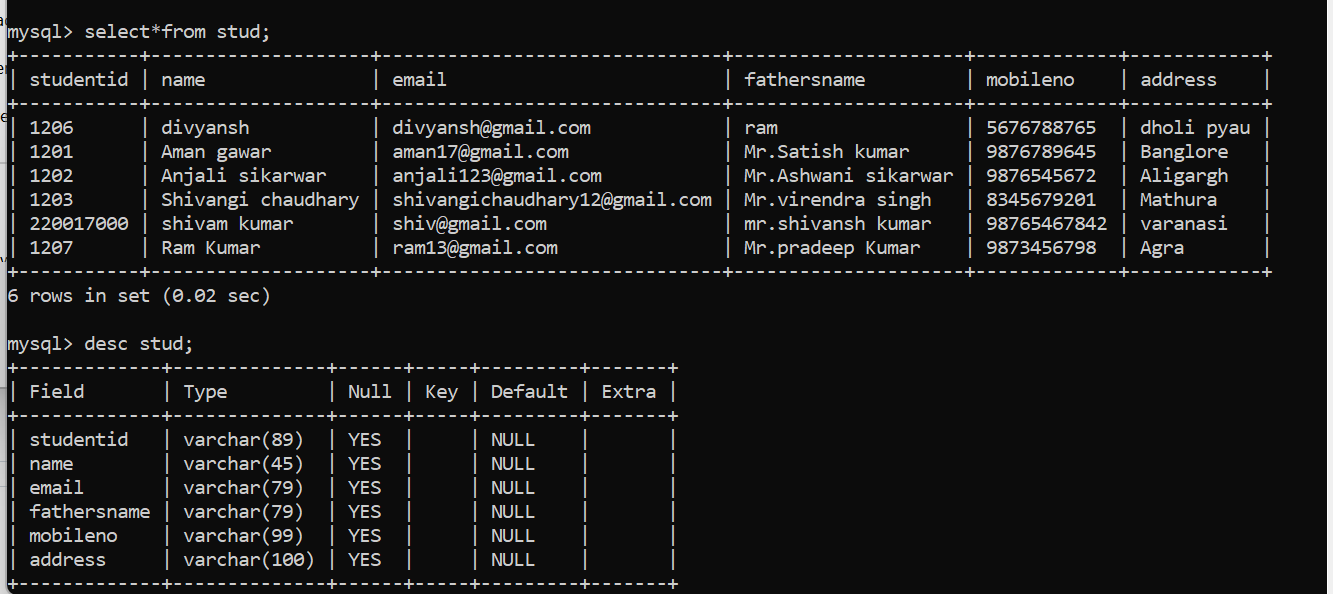 mysql> select*from stud;
+-----------+--------------------+-------------------------------+---------------------+-------------+------------+
| studentid | name               | email                         | fathersname         | mobileno    | address    |
+-----------+--------------------+-------------------------------+---------------------+-------------+------------+
| 1206      | divyansh           | divyansh@gmail.com            | ram                 | 5676788765  | dholi pyau |
| 1201      | Aman gawar         | aman17@gmail.com              | Mr.Satish kumar     | 9876789645  | Banglore   |
| 1202      | Anjali sikarwar    | anjali123@gmail.com           | Mr.Ashwani sikarwar | 9876545672  | Aligargh   |
| 1203      | Shivangi chaudhary | shivangichaudhary12@gmail.com | Mr.virendra singh   | 8345679201  | Mathura    |
| 220017000 | shivam kumar       | shiv@gmail.com                | mr.shivansh kumar   | 98765467842 | varanasi   |
| 1207      | Ram Kumar          | ram13@gmail.com               | Mr.pradeep Kumar    | 9873456798  | Agra       |
+-----------+--------------------+-------------------------------+---------------------+-------------+------------+
6 rows in set (0.02 sec)
mysql> desc stud;
+-------------+--------------+------+-----+---------+-------+
| Field       | Type         | Null | Key | Default | Extra |
+-------------+--------------+------+-----+---------+-------+
| studentid   | varchar(89)  | YES  |     | NULL    |       |
| name        | varchar(45)  | YES  |     | NULL    |       |
| email       | varchar(79)  | YES  |     | NULL    |       |
| fathersname | varchar(79)  | YES  |     | NULL    |       |
| mobileno    | varchar(99)  | YES  |     | NULL    |       |
| address     | varchar(100) | YES  |     | NULL    |       |
+-------------+--------------+------+-----+---------+-------+